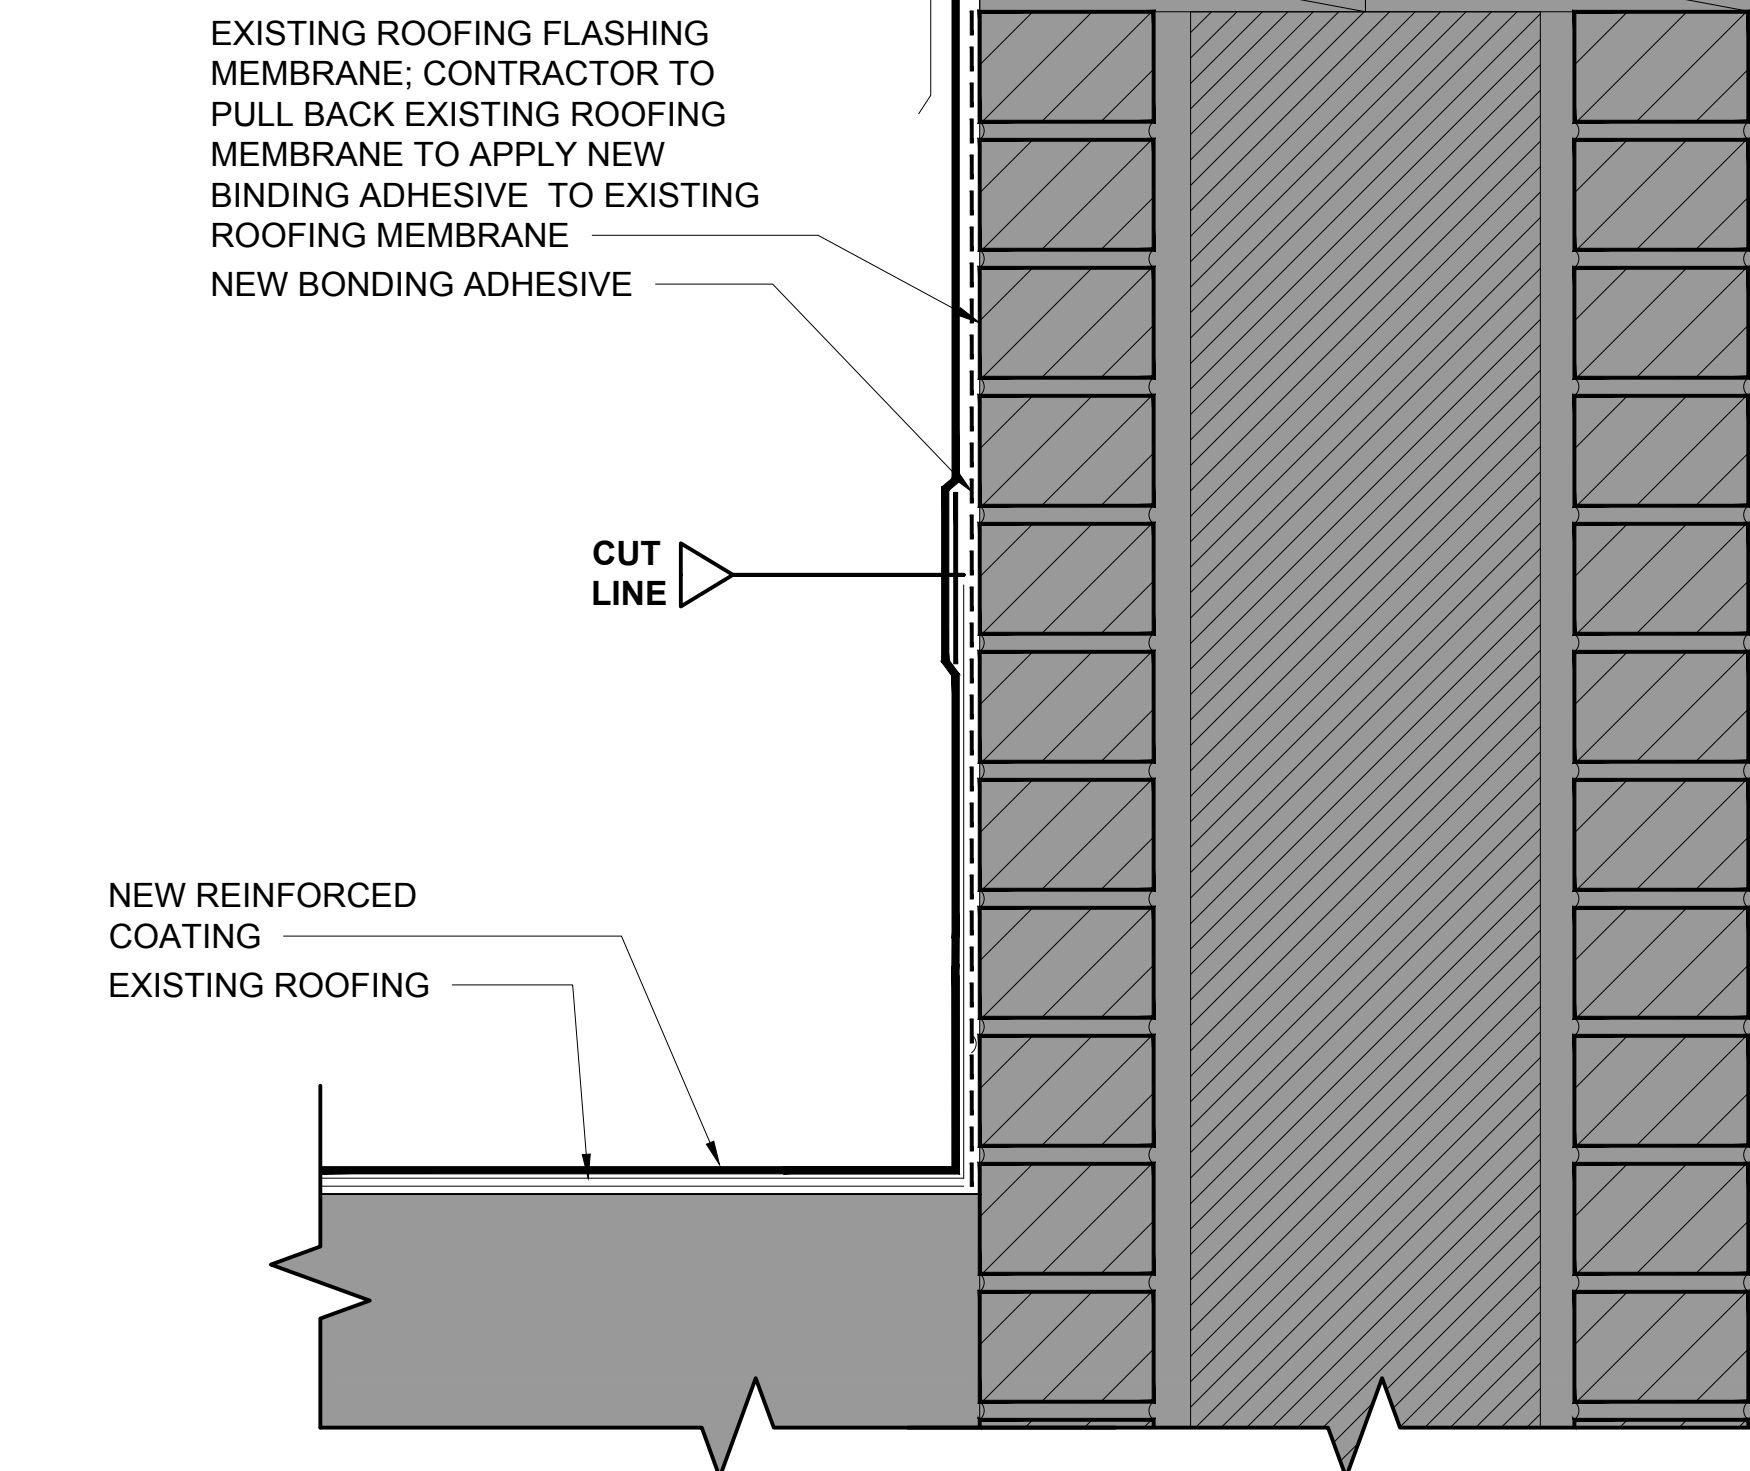 EXISTING ROOFING FLASHING
MEMBRANE; CONTRACTOR TO
PULL BACK EXISTING ROOFING
MEMBRANE TO APPLY NEW
BINDING ADHESIVE  TO EXISTING
ROOFING MEMBRANE
NEW BONDING ADHESIVE
CUT
LINE
NEW REINFORCED
COATING
EXISTING ROOFING